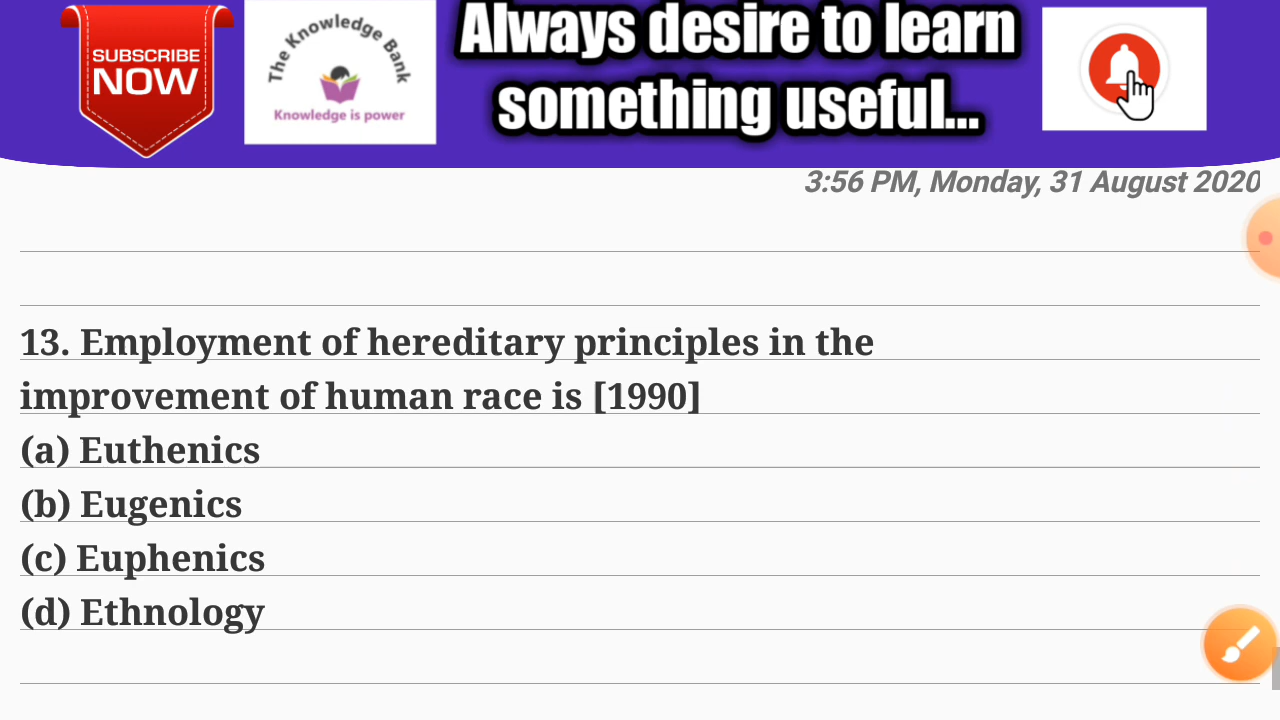 SUBSCRIBE
NOW
The Knowledge Bank
Knowledge is power
Always desire to learn
something useful...
3:56 PM, Monday, 31 August 2020
13. Employment of hereditary principles in the
improvement of human race is [1990]
(a) Euthenics
(b) Eugenics
(c) Euphenics
(d) Ethnology